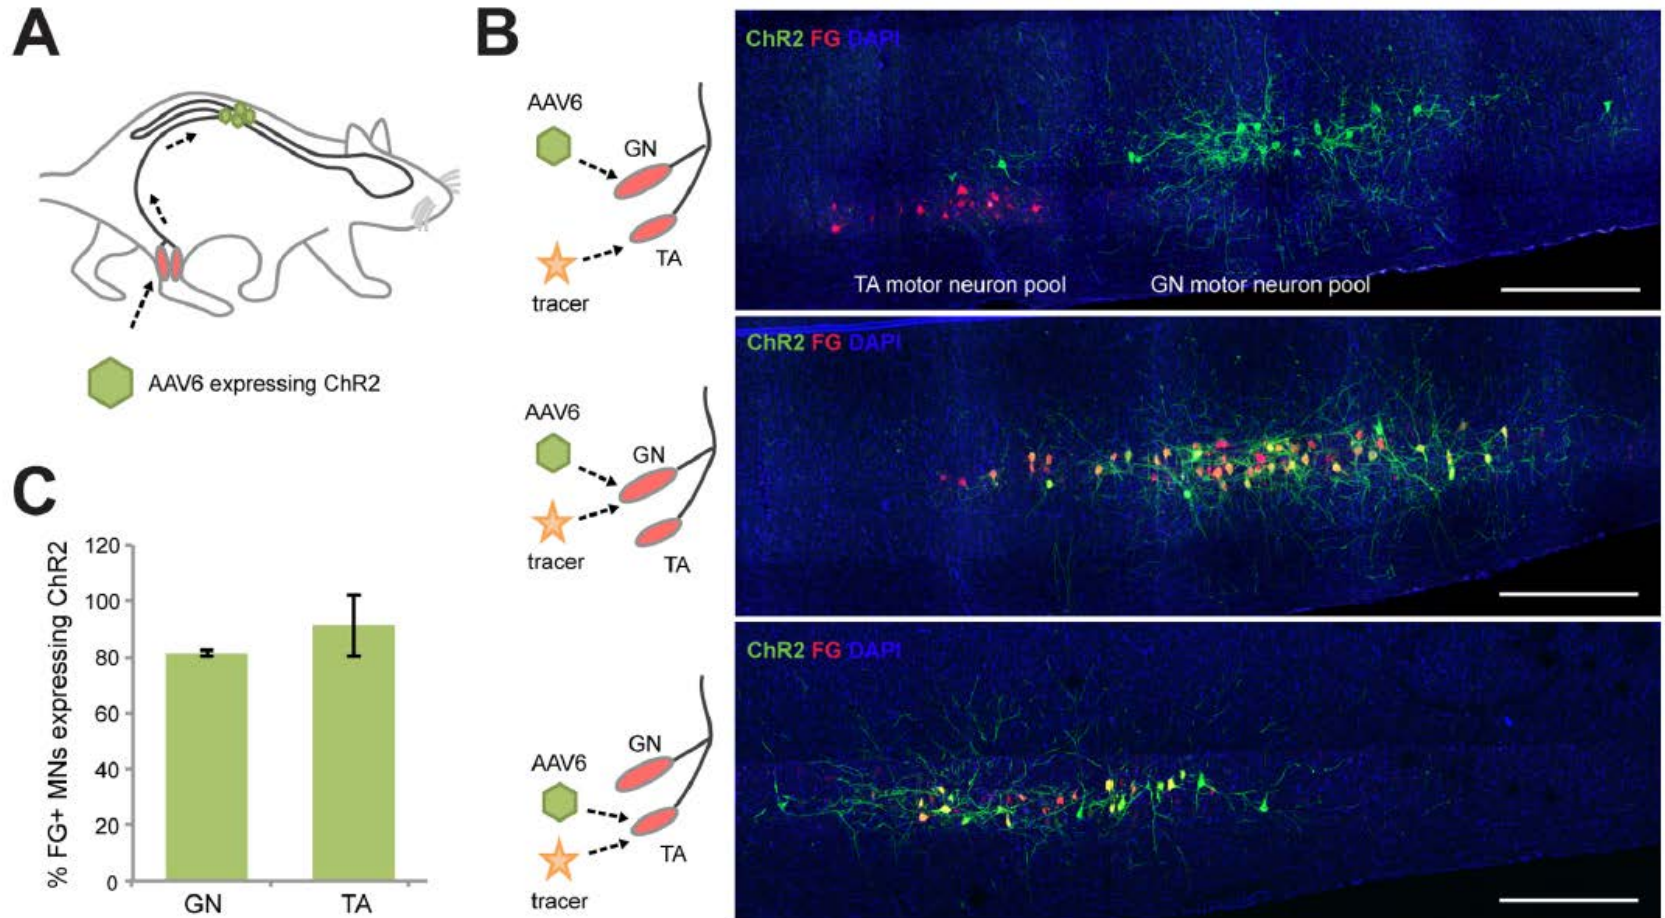 A
AAV6 expressing ChR2
B
AAV6
GN
TA
tracer
ChR2 FG DAPI
TA motor neuron pool
GN motor neuron pool
AAV6
GN
tracer
TA
ChR2 FG DAPI
GN
AAV6
TA
tracer
ChR2 FG DAPI
C
% FG+ MNs expressing ChR2
120
100
80
60
40
20
0
GN
TA